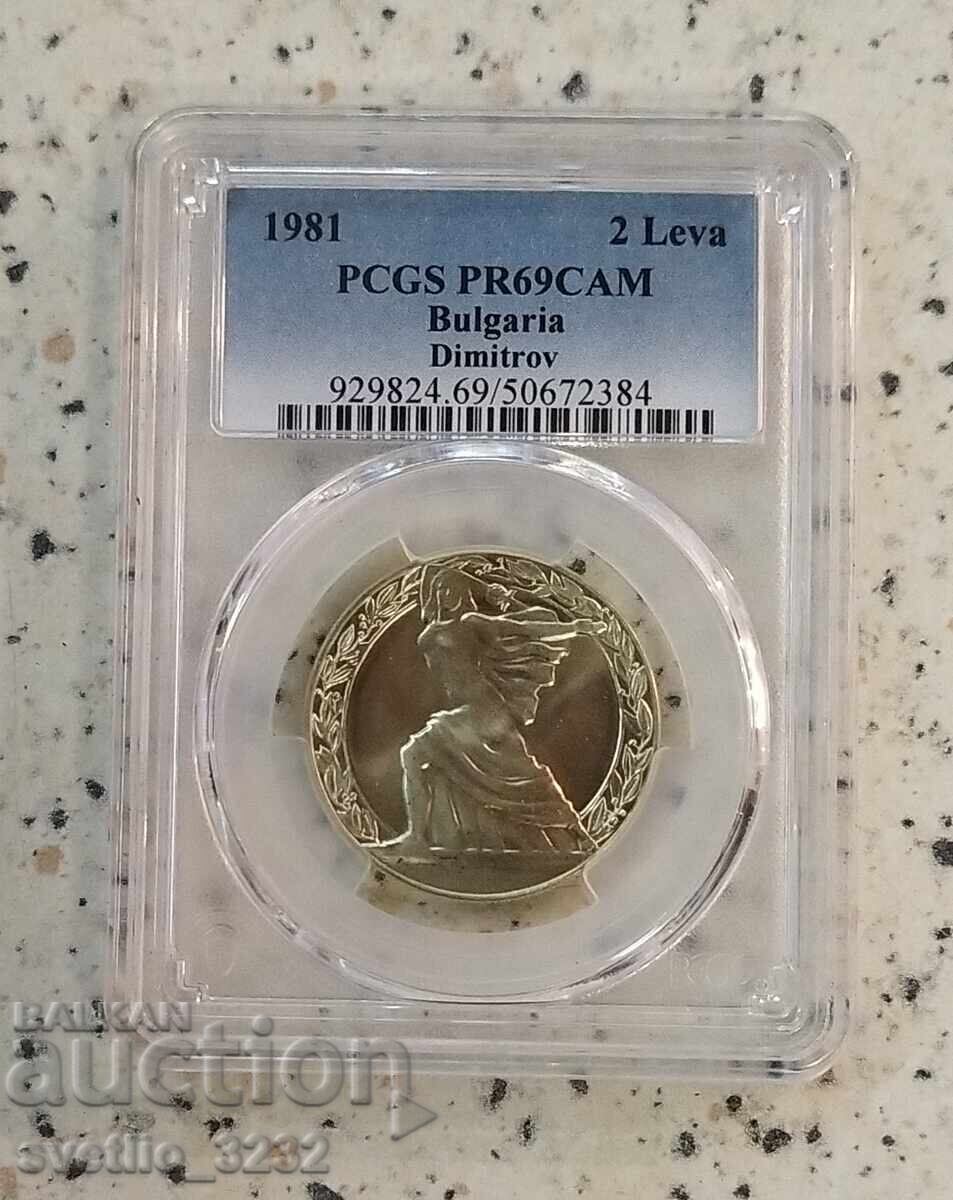 1981 2 Leva
PCGS PR69CAM
Bulgaria
Dimitrov
929824.69/50672384
BALKAN
auction
svetlio_3232